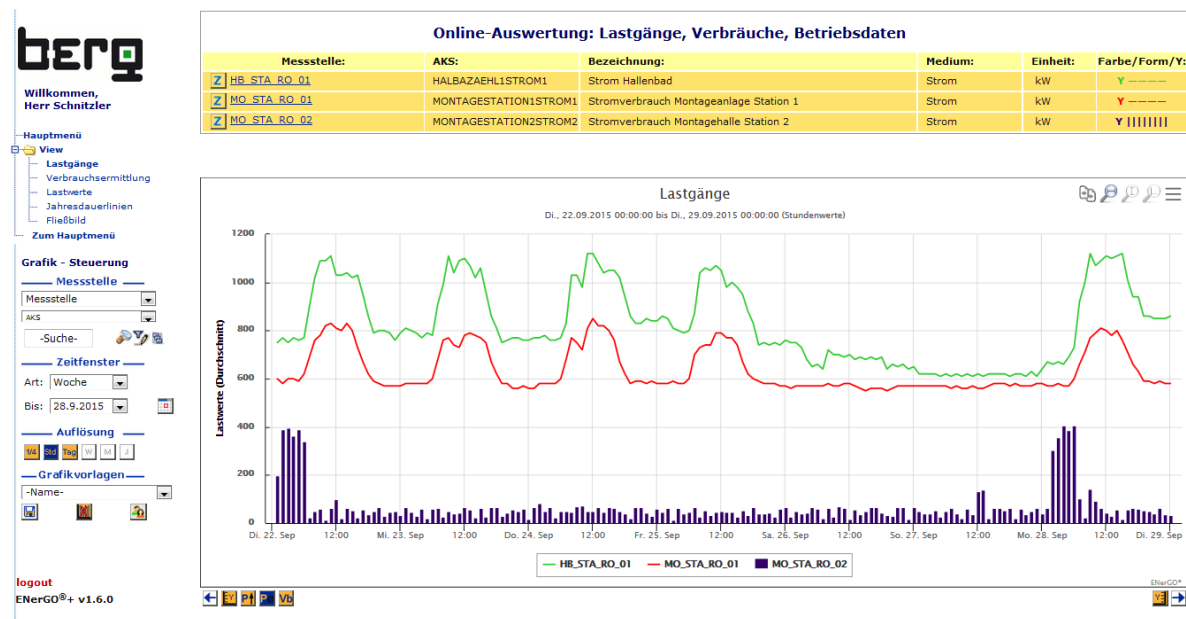 berg
Willkommen,
Herr Schnitzler
Hauptmenü
View
Lastgänge
Verbrauchsermittlung
Lastwerte
Jahresdauerlinien
Fließbild
Zum Hauptmenü
Grafik - Steuerung
Messstelle
Messstelle
AKS
-Suche-
Zeitfenster
Art: Woche
Bis: 28.9.2015
Auflösung
1/4 Std Tag W M J
Grafikvorlagen
-Name-
logout
ENerGO®+ v1.6.0
Online-Auswertung: Lastgänge, Verbräuche, Betriebsdaten
Messstelle: AKS: Bezeichnung: Medium: Einheit: Farbe/Form/Y:
Z HB_STA_RO_01 HALBAZAEHL1STROM1 Strom Hallenbad Strom kW Y ————
Z MO_STA_RO_01 MONTAGESTATION1STROM1 Stromverbrauch Montageanlage Station 1 Strom kW Y ————
Z MO_STA_RO_02 MONTAGESTATION2STROM2 Stromverbrauch Montagehalle Station 2 Strom kW Y ||||||||
Lastgänge
Di., 22.09.2015 00:00:00 bis Di., 29.09.2015 00:00:00 (Stundenwerte)
Lastwerte (Durchschnitt)
1200
1000
800
600
400
200
0
Di. 22. Sep 12:00 Mi. 23. Sep 12:00 Do. 24. Sep 12:00 Fr. 25. Sep 12:00 Sa. 26. Sep 12:00 So. 27. Sep 12:00 Mo. 28. Sep 12:00 Di. 29. Sep
HB_STA_RO_01 MO_STA_RO_01 MO_STA_RO_02
ENerGO®
Vb